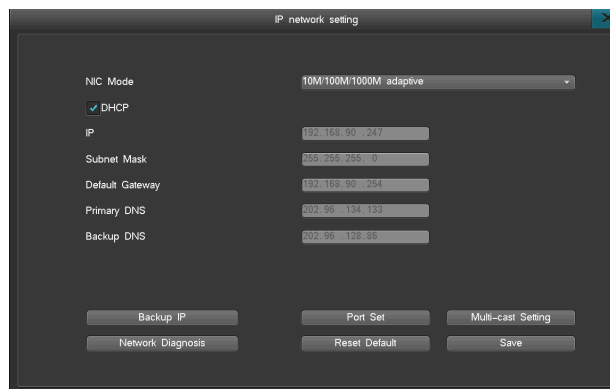 IP network setting
NIC Mode 10M/100M/1000M adaptive
DHCP
IP 192.168.90 .247
Subnet Mask 255.255.255. 0
Default Gateway 192.168.90 .254
Primary DNS 202.96 .134.133
Backup DNS 202.96 .128.86
Backup IP Port Set Multi-cast Setting
Network Diagnosis Reset Default Save